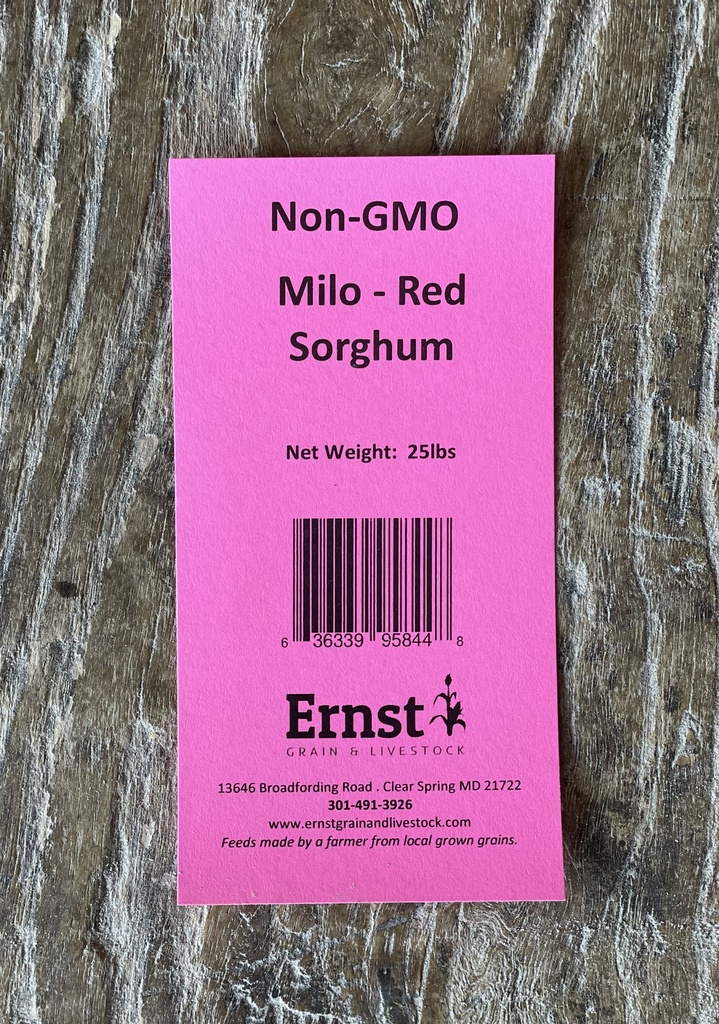 Non-GMO
Milo - Red
Sorghum
Net Weight: 25lbs
6 36339 95844 8
Ernst
GRAIN & LIVESTOCK
13646 Broadfording Road . Clear Spring MD 21722
301-491-3926
www.ernstgrainandlivestock.com
Feeds made by a farmer from local grown grains.